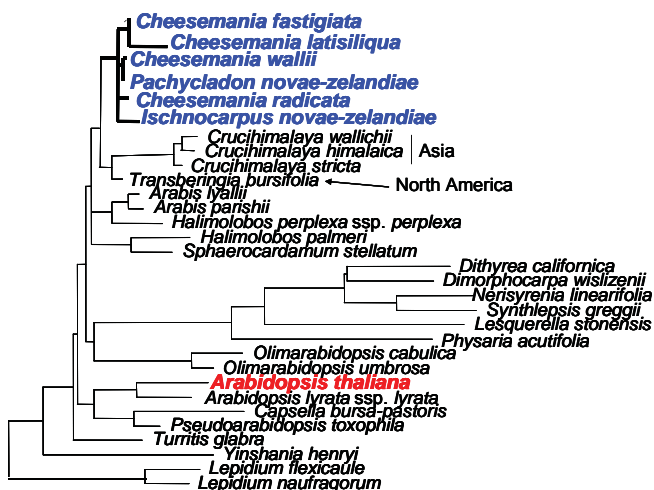 Cheesemania fastigiata
Cheesemania latisiliqua
Cheesemania wallii
Pachycladon novae-zelandiae
Cheesemania radicata
Ischnocarpus novae-zelandiae
Crucihimalaya wallichii
Crucihimalaya himalaica
Asia
Crucihimalaya stricta
Transberingia bursifolia
North America
Arabis lyallii
Arabis parishii
Halimolobos perplexa ssp. perplexa
Halimolobos palmeri
Sphaerocardamum stellatum
Dithyrea californica
Dimorphocarpa wislizenii
Nerisyrenia linearifolia
Synthlepsis greggii
Lesquerella stonensis
Physaria acutifolia
Olimarabidopsis cabulica
Olimarabidopsis umbrosa
Arabidopsis thaliana
Arabidopsis lyrata ssp. lyrata
Capsella bursa-pastoris
Pseudoarabidopsis toxophila
Turritis glabra
Yinshania henryi
Lepidium flexicaule
Lepidium naufragorum